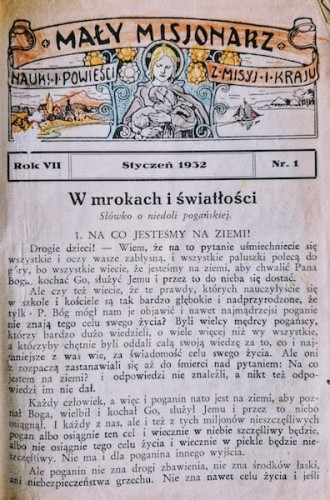 MAŁY MISJONARZ
NAUKI·I·POWIEŚCI Z·MISYJ·I·KRAJU
Rok VII Styczeń 1932 Nr. 1
W mrokach i światłości
Słówko o niedoli pogańskiej.
1. NA CO JESTEŚMY NA ZIEMI?
Drogie dzieci! — Wiem, że na to pytanie uśmiechniecie się
wszystkie i oczy wasze zabłysną, i wszystkie paluszki polecą do
góry, bo wszystkie wiecie, że jesteśmy na ziemi, aby chwalić Pana
Boga, kochać Go, służyć Jemu i przez to do nieba się dostać.
Ale czy też wiecie, że te prawdy, których nauczyłyście się
w szkole i kościele są tak bardzo głębokie i nadprzyrodzone, że
tylko P. Bóg mógł nam je objawić i nawet najmądrzejsi poganie
nie znają tego celu swego życia? Byli wielcy mędrcy pogańscy,
którzy bardzo dużo wiedzieli, o wiele więcej niż wy wszystkie,
a którzyby chętnie byli oddali całą swoją wiedzę za to, co i naj-
mniejsze z was wie, za świadomość celu swego życia. Ale oni
z rozpaczą zastanawiali się aż do śmierci nad pytaniem: Na co
jestem na ziemi? i odpowiedzi nie znaleźli, a nikt też odpo-
wiedzi im nie dał.
Każdy człowiek, a więc i poganin nato jest na ziemi, aby poz-
nał Boga, wielbił i kochał Go, służył Jemu i przez to niebo
osiągnął. I każdy z nas, ale i z tych miljonów nieszczęśliwych
pogan albo osiągnie ten cel i wiecznie w niebie szczęśliwy będzie,
albo nie osiągnie tego celu i wiecznie w piekle będzie nie-
szczęśliwy. Nie ma i dla poganina innego wyjścia.
Ale poganin nie zna drogi zbawienia, nie zna środków łaski,
ani niebezpieczeństwa grzechu. Nie zna nawet celu życia i jeśli